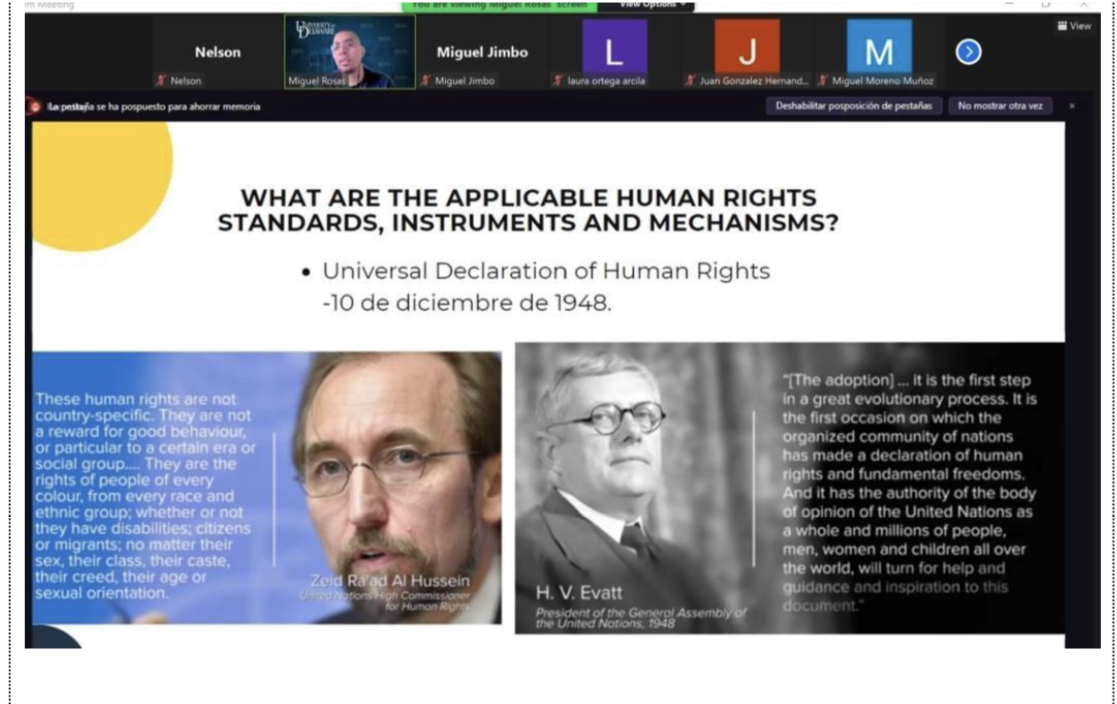 m Meeting
You are viewing Miguel Rosas' screen
View Options
View
Nelson
Nelson
UNIVERSITY OF DELAWARE
Miguel Rosas
Miguel Jimbo
Miguel Jimbo
L
laura ortega arcila
J
Juan Gonzalez Hernand...
M
Miguel Moreno Muñoz
se ha pospuesto para ahorrar memoria
Deshabilitar posposición de pestañas
No mostrar otra vez
WHAT ARE THE APPLICABLE HUMAN RIGHTS
STANDARDS, INSTRUMENTS AND MECHANISMS?
• Universal Declaration of Human Rights
-10 de diciembre de 1948.
These human rights are not
country-specific. They are not
a reward for good behaviour,
or particular to a certain era or
social group.... They are the
rights of people of every
colour, from every race and
ethnic group; whether or not
they have disabilities; citizens
or migrants; no matter their
sex, their class, their caste,
their creed, their age or
sexual orientation.
Zeid Ra'ad Al Hussein
United Nations High Commissioner
for Human Rights
"[The adoption] ... it is the first step
in a great evolutionary process. It is
the first occasion on which the
organized community of nations
has made a declaration of human
rights and fundamental freedoms.
And it has the authority of the body
of opinion of the United Nations as
a whole and millions of people,
men, women and children all over
the world, will turn for help and
guidance and inspiration to this
document."
H. V. Evatt
President of the General Assembly of
the United Nations, 1948